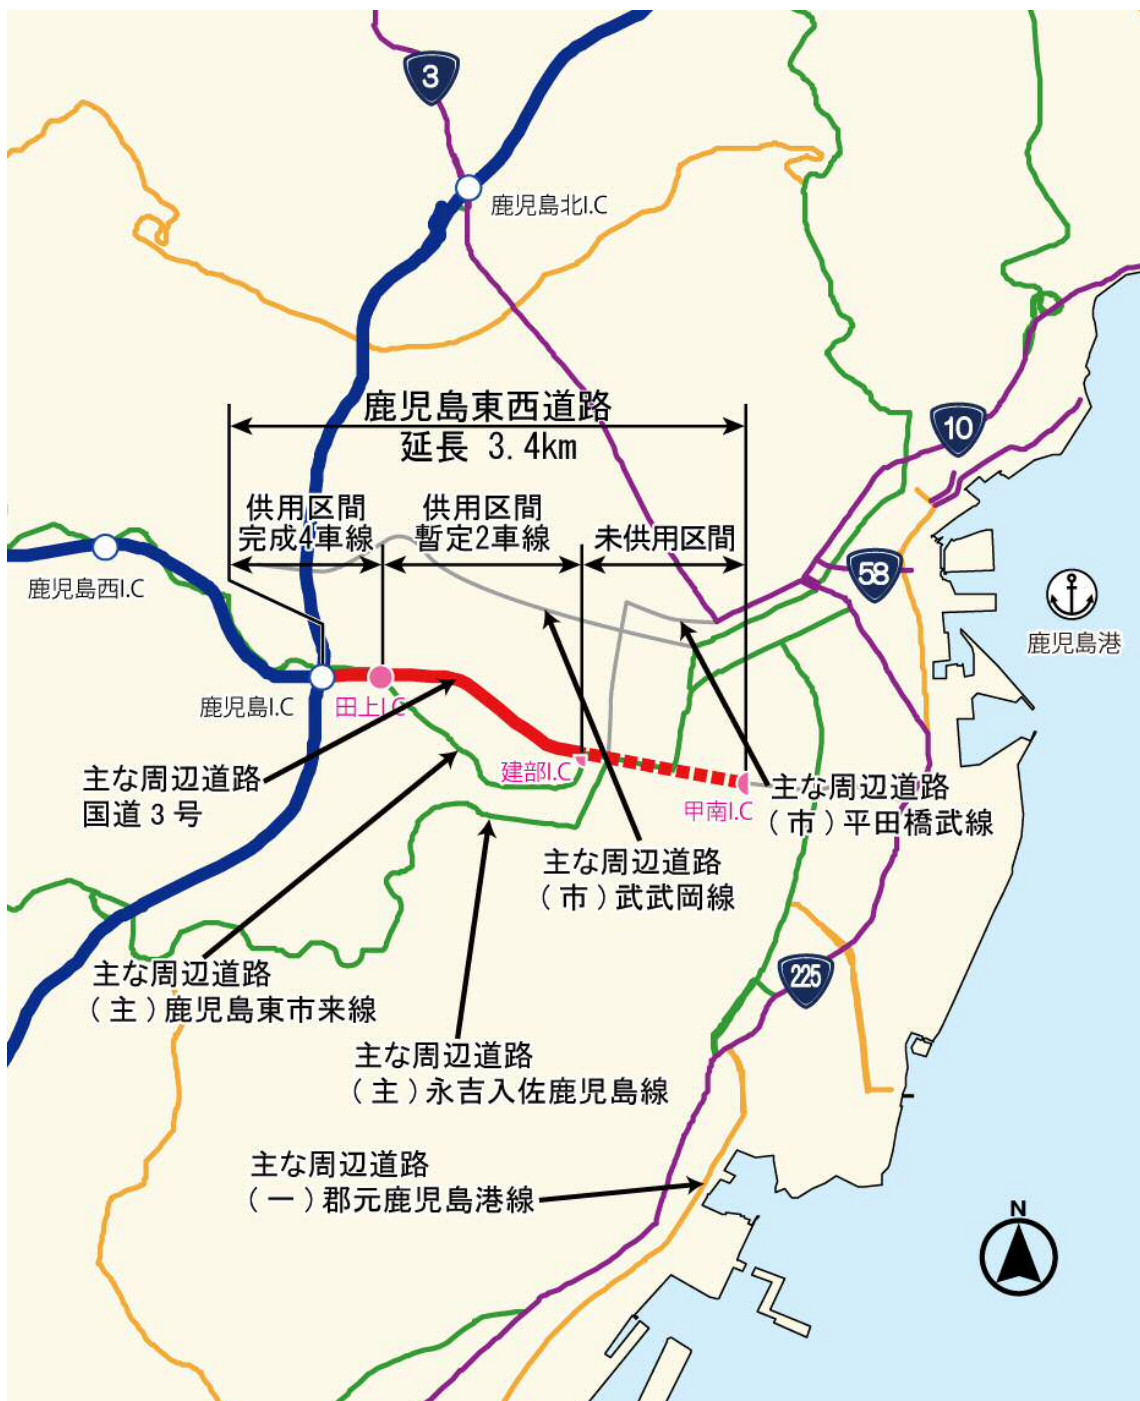 3
鹿児島北I.C
鹿児島東西道路
延長 3.4km
10
供用区間
完成4車線
供用区間
暫定2車線
未供用区間
58
鹿児島西I.C
鹿児島港
鹿児島I.C
田上I.C
建部I.C
甲南I.C
主な周辺道路
国道3号
主な周辺道路
(市)平田橋武線
主な周辺道路
(市)武武岡線
主な周辺道路
(主)鹿児島東市来線
225
主な周辺道路
(主)永吉入佐鹿児島線
主な周辺道路
(一)郡元鹿児島港線
N